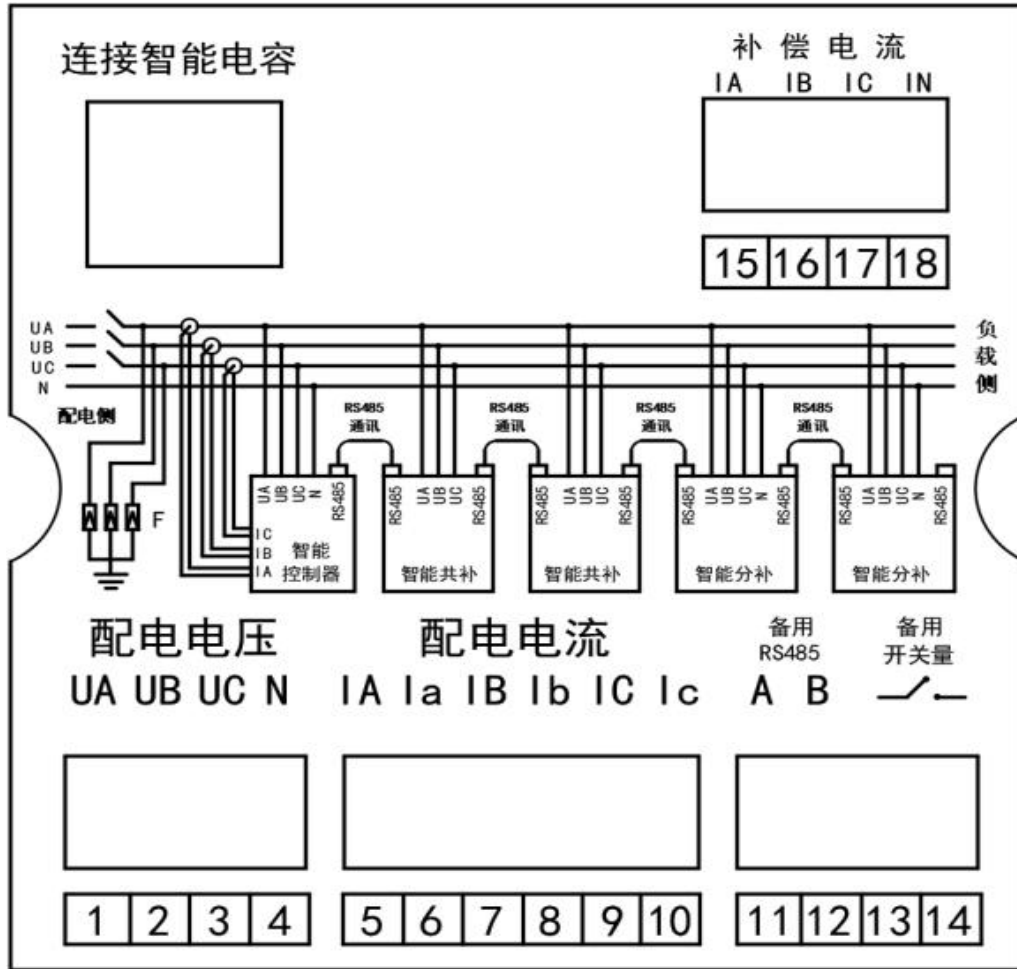 连接智能电容
补偿电流
IA IB IC IN
15 16 17 18
UA
UB
UC
N
负
载
侧
配电侧
RS485
通讯
RS485
通讯
RS485
通讯
RS485
通讯
F
UA UB UC N RS485
IC
IB
IA
智能
控制器
RS485 UA UB UC RS485
智能共补
RS485 UA UB UC RS485
智能共补
RS485 UA UB UC N RS485
智能分补
RS485 UA UB UC N RS485
智能分补
配电电压
UA UB UC N
配电电流
IA Ia IB Ib IC Ic
备用
RS485
A B
备用
开关量
1 2 3 4
5 6 7 8 9 10
11 12 13 14